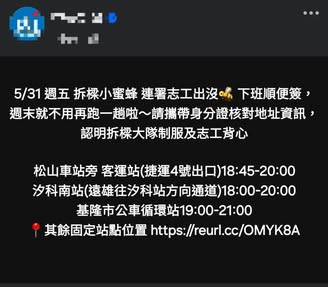 5/31 週五 拆樑小蜜蜂 連署志工出沒🐝 下班順便簽，
週末就不用再跑一趟啦～請攜帶身分證核對地址資訊，
認明拆樑大隊制服及志工背心
松山車站旁 客運站(捷運4號出口)18:45-20:00
汐科南站(遠雄往汐科站方向通道)18:00-20:00
基隆市公車循環站19:00-21:00
📍其餘固定站點位置 https://reurl.cc/OMYK8A